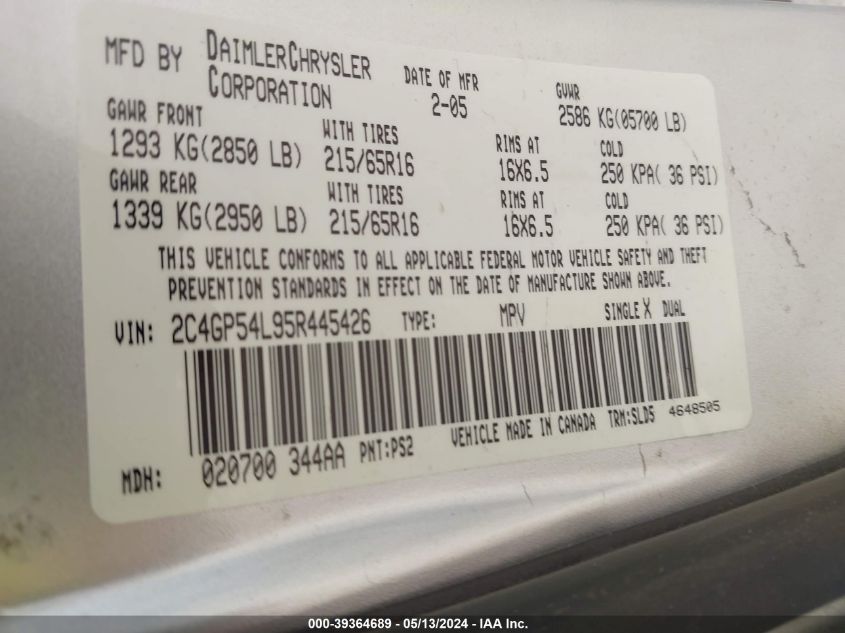 MFD BY DAIMLERCHRYSLER CORPORATION
DATE OF MFR 2-05
GVWR 2586 KG(05700 LB)
GAWR FRONT
1293 KG(2850 LB)
WITH TIRES
215/65R16
RIMS AT
16X6.5
COLD
250 KPA( 36 PSI)
GAWR REAR
1339 KG(2950 LB)
WITH TIRES
215/65R16
RIMS AT
16X6.5
COLD
250 KPA( 36 PSI)
THIS VEHICLE CONFORMS TO ALL APPLICABLE FEDERAL MOTOR VEHICLE SAFETY AND THEFT
PREVENTION STANDARDS IN EFFECT ON THE DATE OF MANUFACTURE SHOWN ABOVE.
VIN: 2C4GP54L95R445426 TYPE: MPV SINGLE X DUAL
MDH: 020700 344AA PNT:PS2 VEHICLE MADE IN CANADA TRM:SLD5 4648505
000-39364689 - 05/13/2024 - IAA Inc.